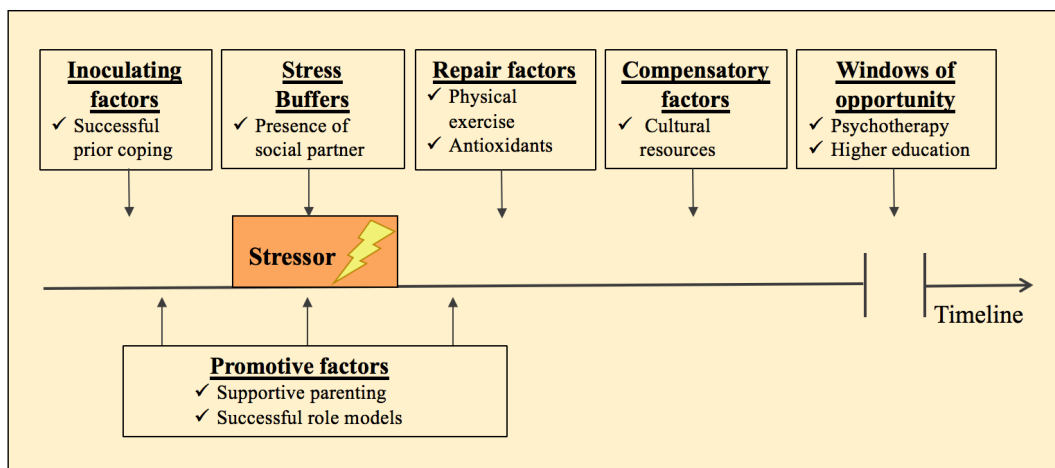 Inoculating
factors
✓ Successful
prior coping
Stress
Buffers
✓ Presence of
social partner
Repair factors
✓ Physical
exercise
✓ Antioxidants
Compensatory
factors
✓ Cultural
resources
Windows of
opportunity
✓ Psychotherapy
✓ Higher education
Stressor
Timeline
Promotive factors
✓ Supportive parenting
✓ Successful role models